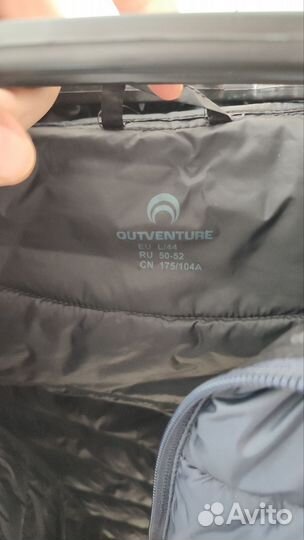 OUTVENTURE
EU L/44
RU 50-52
CN 175/104A
Avito